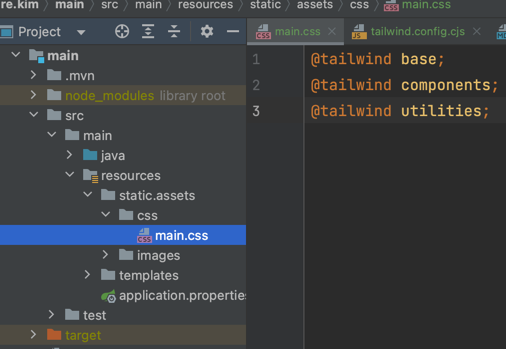 re.kim › main › src › main › resources › static › assets › css › main.css
Project
main.css
tailwind.config.cjs
main
.mvn
node_modules library root
src
main
java
resources
static.assets
css
main.css
images
templates
application.propertie
test
target
1 @tailwind base;
2 @tailwind components;
3 @tailwind utilities;